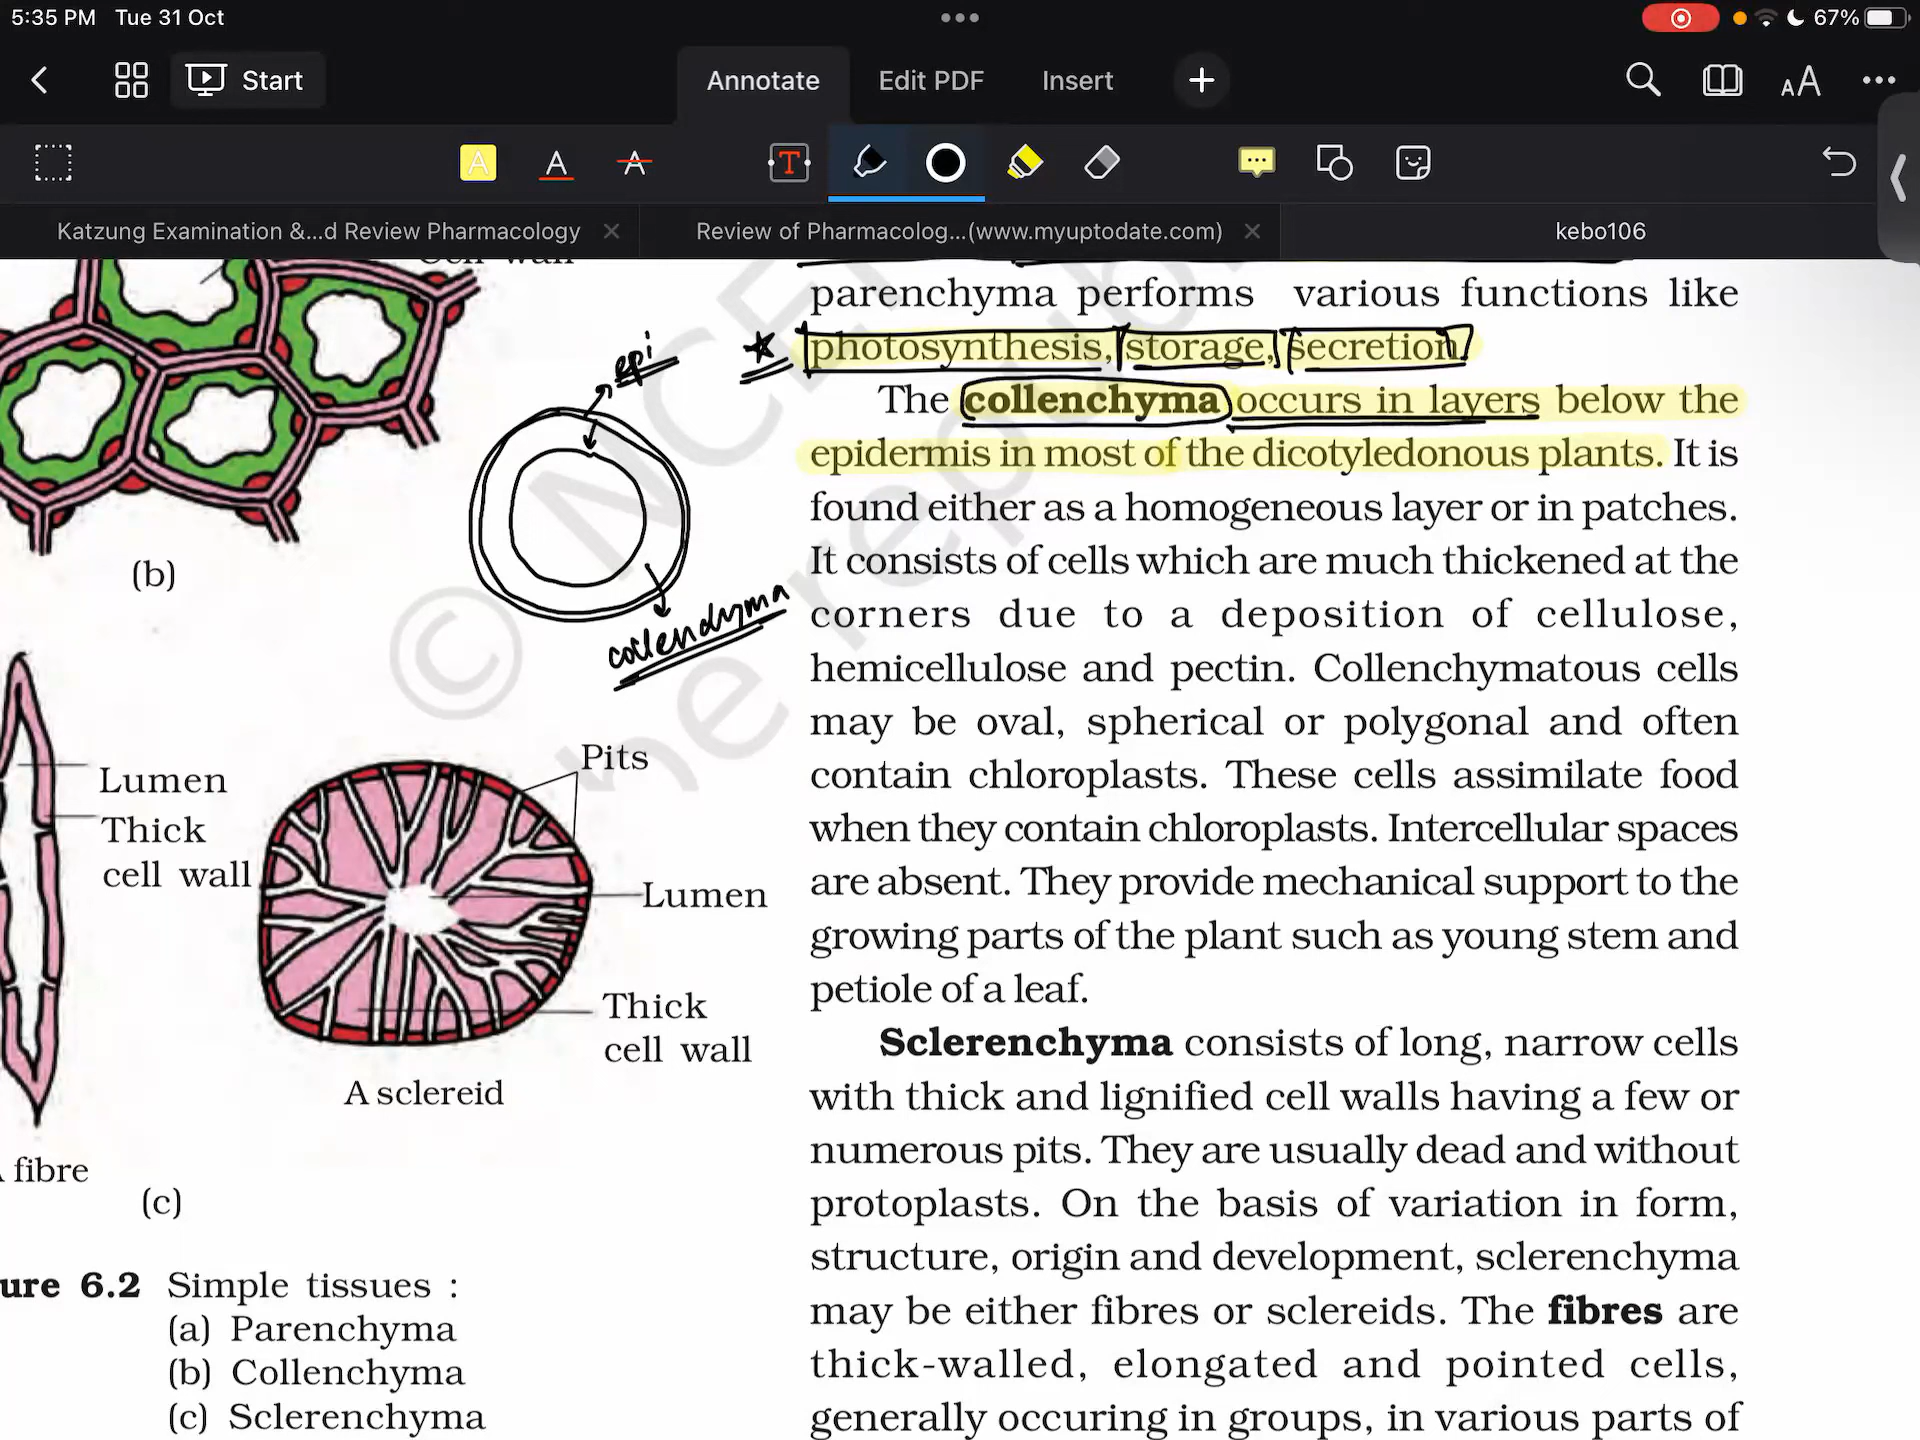 5:35 PM Tue 31 Oct
67%
Start
Annotate
Edit PDF
Insert
Katzung Examination &...d Review Pharmacology
Review of Pharmacolog...(www.myuptodate.com)
kebo106
Cell wall
(b)
epi
collenchyma
Lumen
Thick
cell wall
Pits
Lumen
Thick
cell wall
A sclereid
fibre
(c)
ure 6.2 Simple tissues :
(a) Parenchyma
(b) Collenchyma
(c) Sclerenchyma
parenchyma performs various functions like
photosynthesis, storage, secretion.
The collenchyma occurs in layers below the
epidermis in most of the dicotyledonous plants. It is
found either as a homogeneous layer or in patches.
It consists of cells which are much thickened at the
corners due to a deposition of cellulose,
hemicellulose and pectin. Collenchymatous cells
may be oval, spherical or polygonal and often
contain chloroplasts. These cells assimilate food
when they contain chloroplasts. Intercellular spaces
are absent. They provide mechanical support to the
growing parts of the plant such as young stem and
petiole of a leaf.
Sclerenchyma consists of long, narrow cells
with thick and lignified cell walls having a few or
numerous pits. They are usually dead and without
protoplasts. On the basis of variation in form,
structure, origin and development, sclerenchyma
may be either fibres or sclereids. The fibres are
thick-walled, elongated and pointed cells,
generally occuring in groups, in various parts of